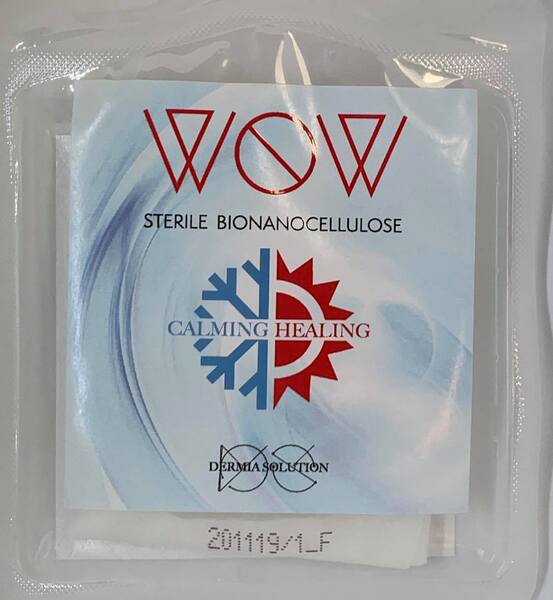 WOW
STERILE BIONANOCELLULOSE
CALMING HEALING
DERMIA SOLUTION
201119/1_F